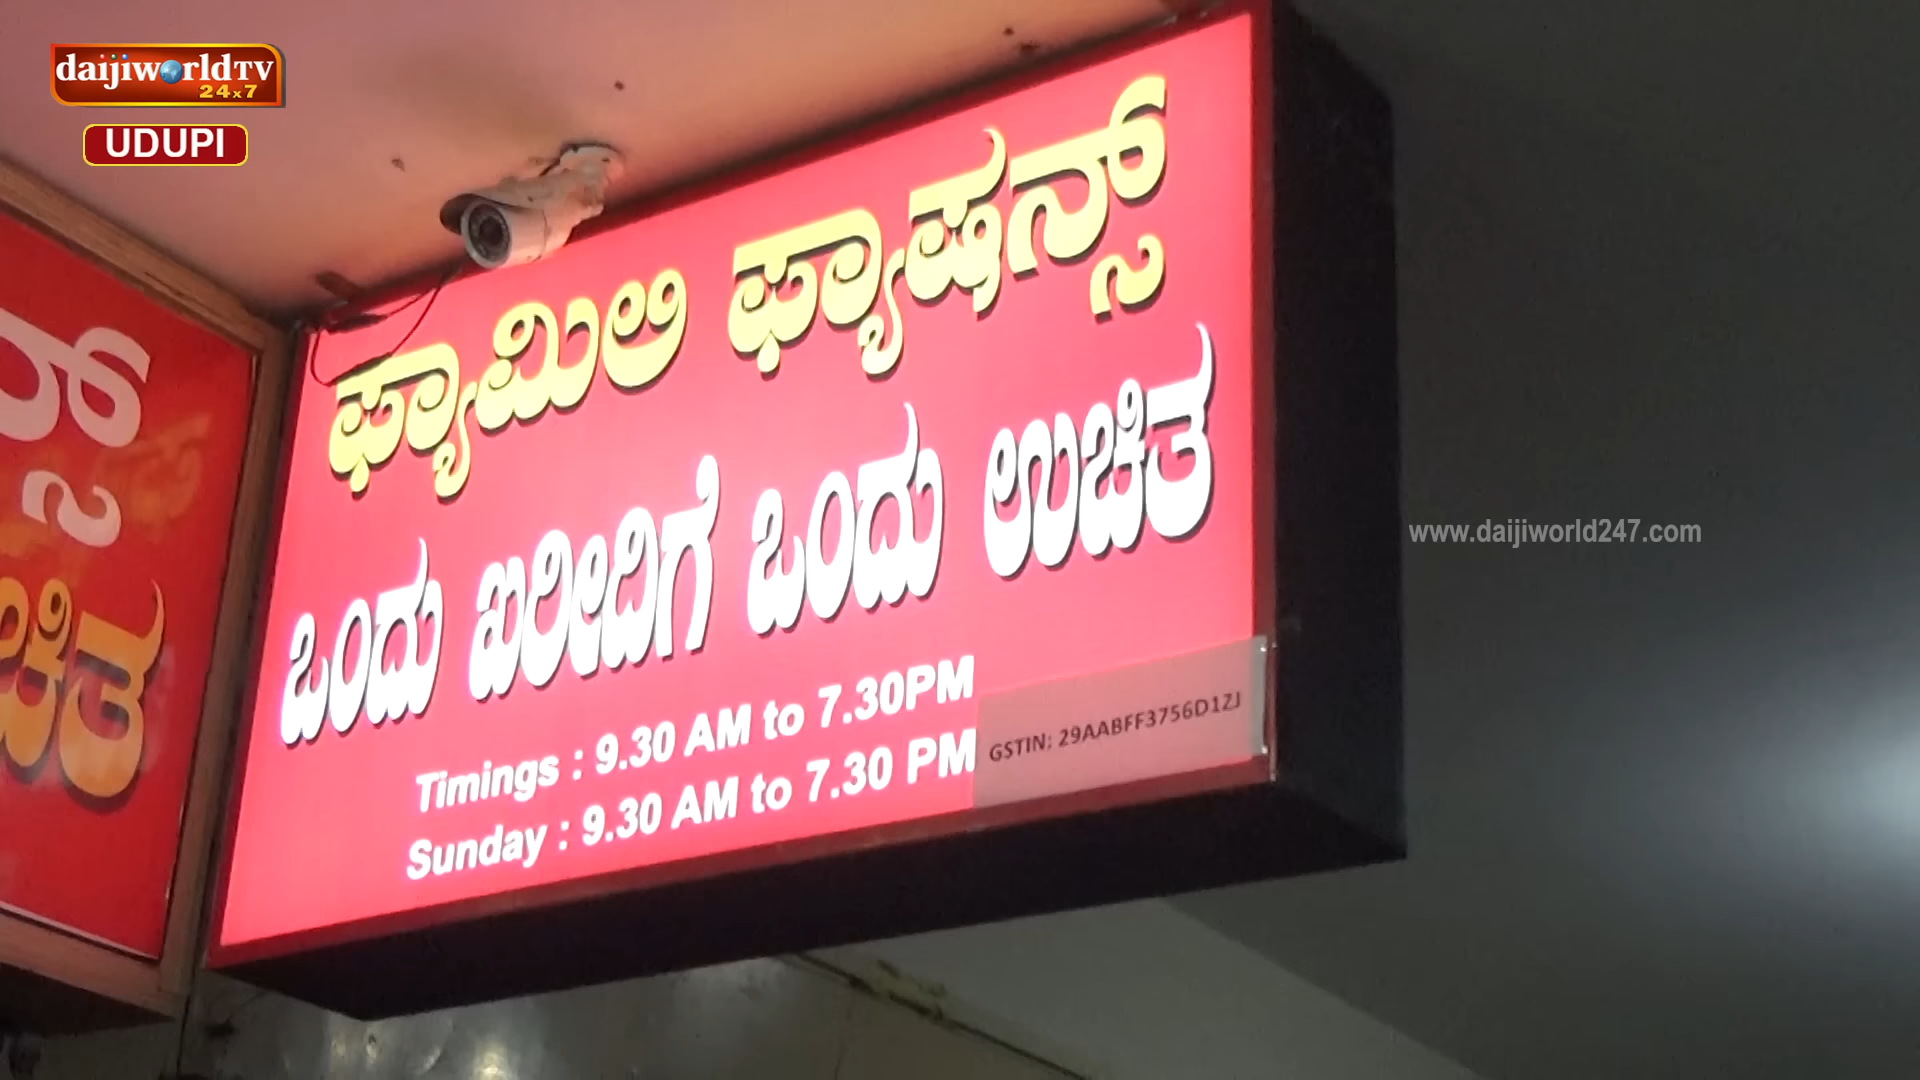 daijiworldTV
24x7
UDUPI
ಫ್ಯಾಮಿಲಿ ಫ್ಯಾಷನ್ಸ್
ಒಂದು ಖರೀದಿಗೆ ಒಂದು ಉಚಿತ
Timings : 9.30 AM to 7.30PM
Sunday : 9.30 AM to 7.30 PM
GSTIN: 29AABFF3756D1ZJ
www.daijiworld247.com